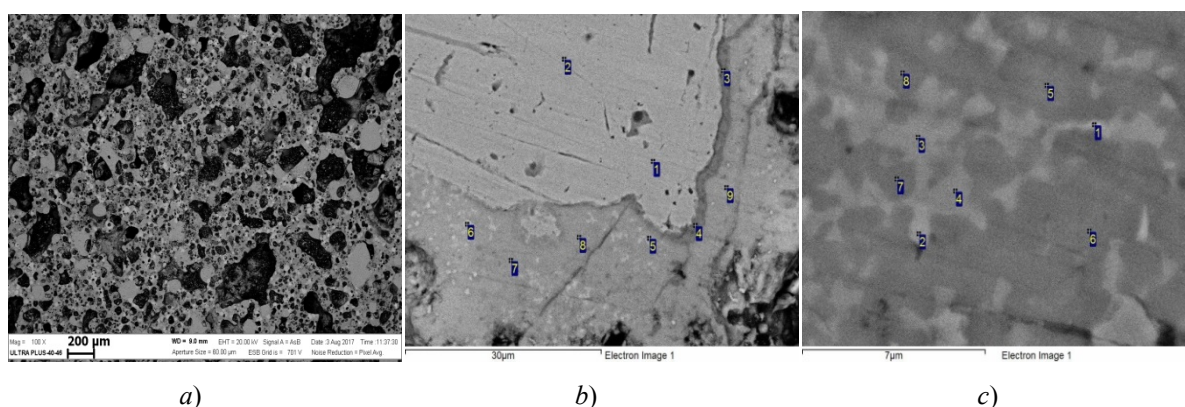 2
3
1
9
6
8
5
4
7
8
5
1
3
7
4
2
6
Mag = 100 X
WD = 9.0 mm EHT = 20.00 kV Signal A = AsB Date :3 Aug 2017 Time :11:37:30
ULTRA PLUS-40-46
200 µm
Aperture Size = 60.00 µm ESB Grid is = 701 V Noise Reduction = Pixel Avg.
30µm Electron Image 1
7µm Electron Image 1
a) b) c)